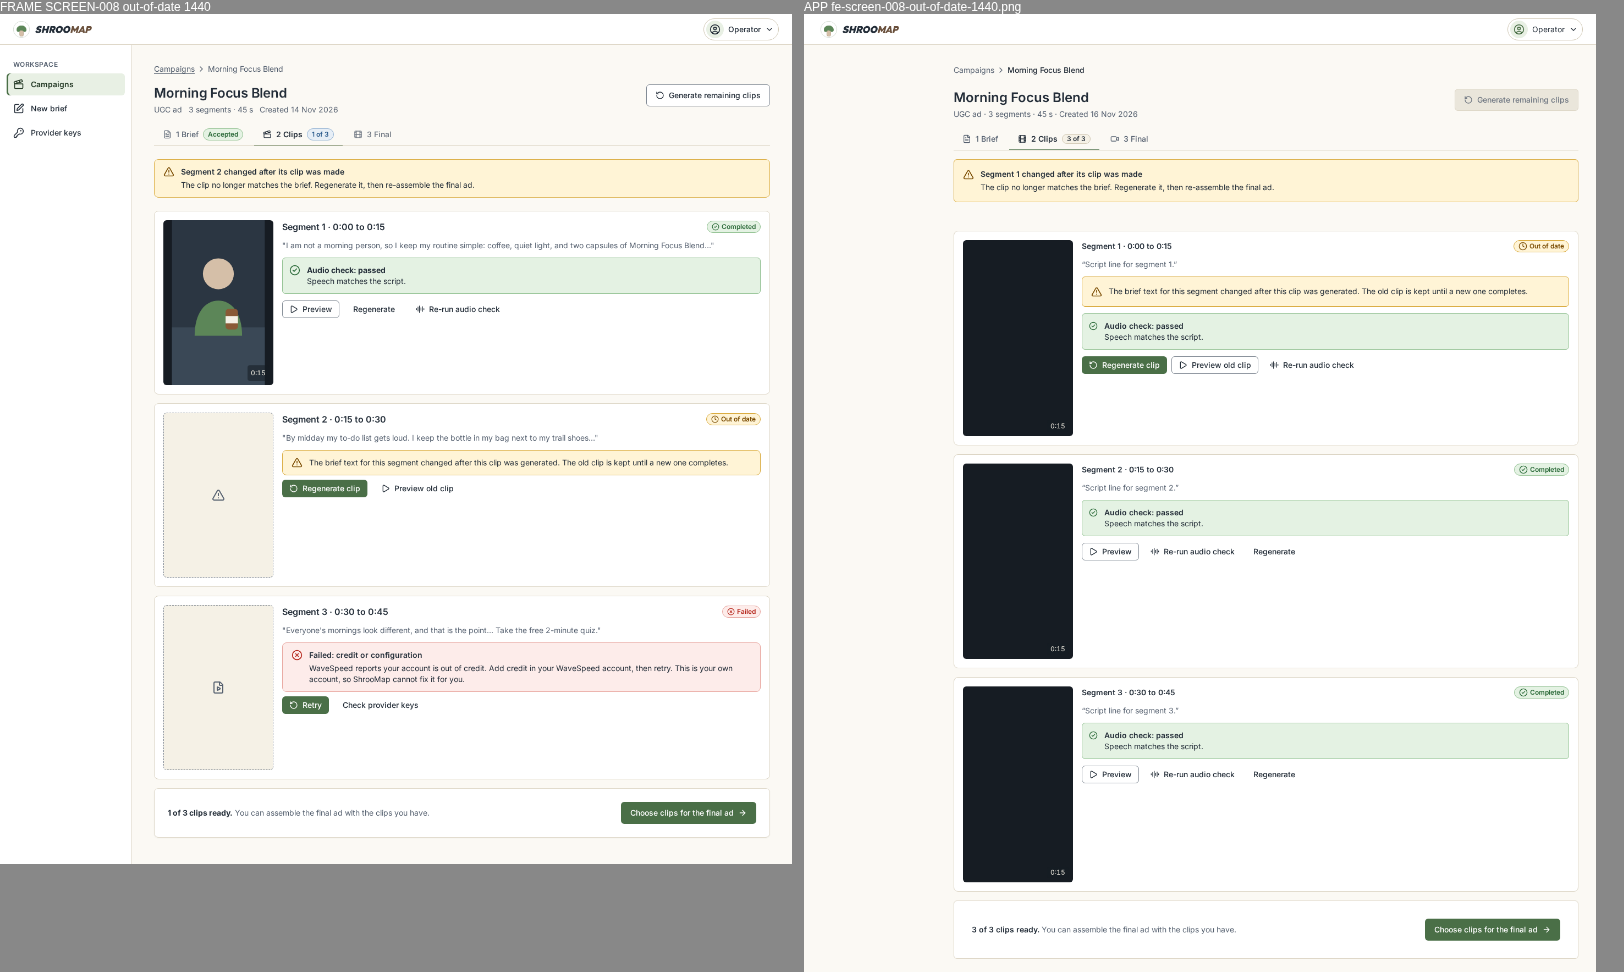 FRAME SCREEN-008 out-of-date 1440
SHROOMAP
Operator
WORKSPACE
Campaigns
New brief
Provider keys
Campaigns > Morning Focus Blend
Morning Focus Blend
UGC ad · 3 segments · 45 s · Created 14 Nov 2026
Generate remaining clips
1 Brief Accepted
2 Clips 1 of 3
3 Final
Segment 2 changed after its clip was made
The clip no longer matches the brief. Regenerate it, then re-assemble the final ad.
0:15
Segment 1 · 0:00 to 0:15
Completed
"I am not a morning person, so I keep my routine simple: coffee, quiet light, and two capsules of Morning Focus Blend..."
Audio check: passed
Speech matches the script.
Preview
Regenerate
Re-run audio check
Segment 2 · 0:15 to 0:30
Out of date
"By midday my to-do list gets loud. I keep the bottle in my bag next to my trail shoes..."
The brief text for this segment changed after this clip was generated. The old clip is kept until a new one completes.
Regenerate clip
Preview old clip
Segment 3 · 0:30 to 0:45
Failed
"Everyone's mornings look different, and that is the point... Take the free 2-minute quiz."
Failed: credit or configuration
WaveSpeed reports your account is out of credit. Add credit in your WaveSpeed account, then retry. This is your own
account, so ShrooMap cannot fix it for you.
Retry
Check provider keys
1 of 3 clips ready. You can assemble the final ad with the clips you have.
Choose clips for the final ad
APP fe-screen-008-out-of-date-1440.png
SHROOMAP
Operator
Campaigns > Morning Focus Blend
Morning Focus Blend
UGC ad · 3 segments · 45 s · Created 16 Nov 2026
Generate remaining clips
1 Brief
2 Clips 3 of 3
3 Final
Segment 1 changed after its clip was made
The clip no longer matches the brief. Regenerate it, then re-assemble the final ad.
0:15
Segment 1 · 0:00 to 0:15
Out of date
“Script line for segment 1.”
The brief text for this segment changed after this clip was generated. The old clip is kept until a new one completes.
Audio check: passed
Speech matches the script.
Regenerate clip
Preview old clip
Re-run audio check
0:15
Segment 2 · 0:15 to 0:30
Completed
“Script line for segment 2.”
Audio check: passed
Speech matches the script.
Preview
Re-run audio check
Regenerate
0:15
Segment 3 · 0:30 to 0:45
Completed
“Script line for segment 3.”
Audio check: passed
Speech matches the script.
Preview
Re-run audio check
Regenerate
3 of 3 clips ready. You can assemble the final ad with the clips you have.
Choose clips for the final ad